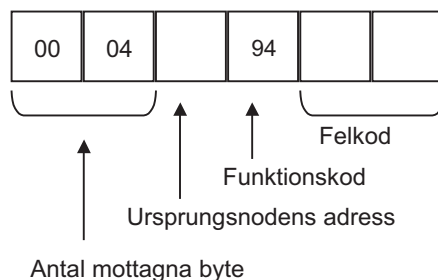 00 04 94
Felkod
Funktionskod
Ursprungsnodens adress
Antal mottagna byte